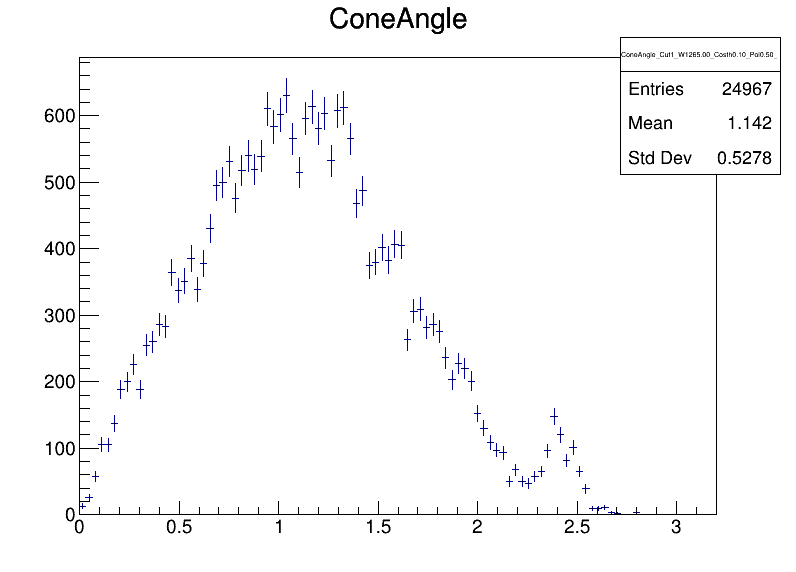 ConeAngle
ConeAngle_Cut1_W1265.00_Costh0.10_Pol0.50_
Entries 24967
Mean 1.142
Std Dev 0.5278
600
500
400
300
200
100
0
0 0.5 1 1.5 2 2.5 3